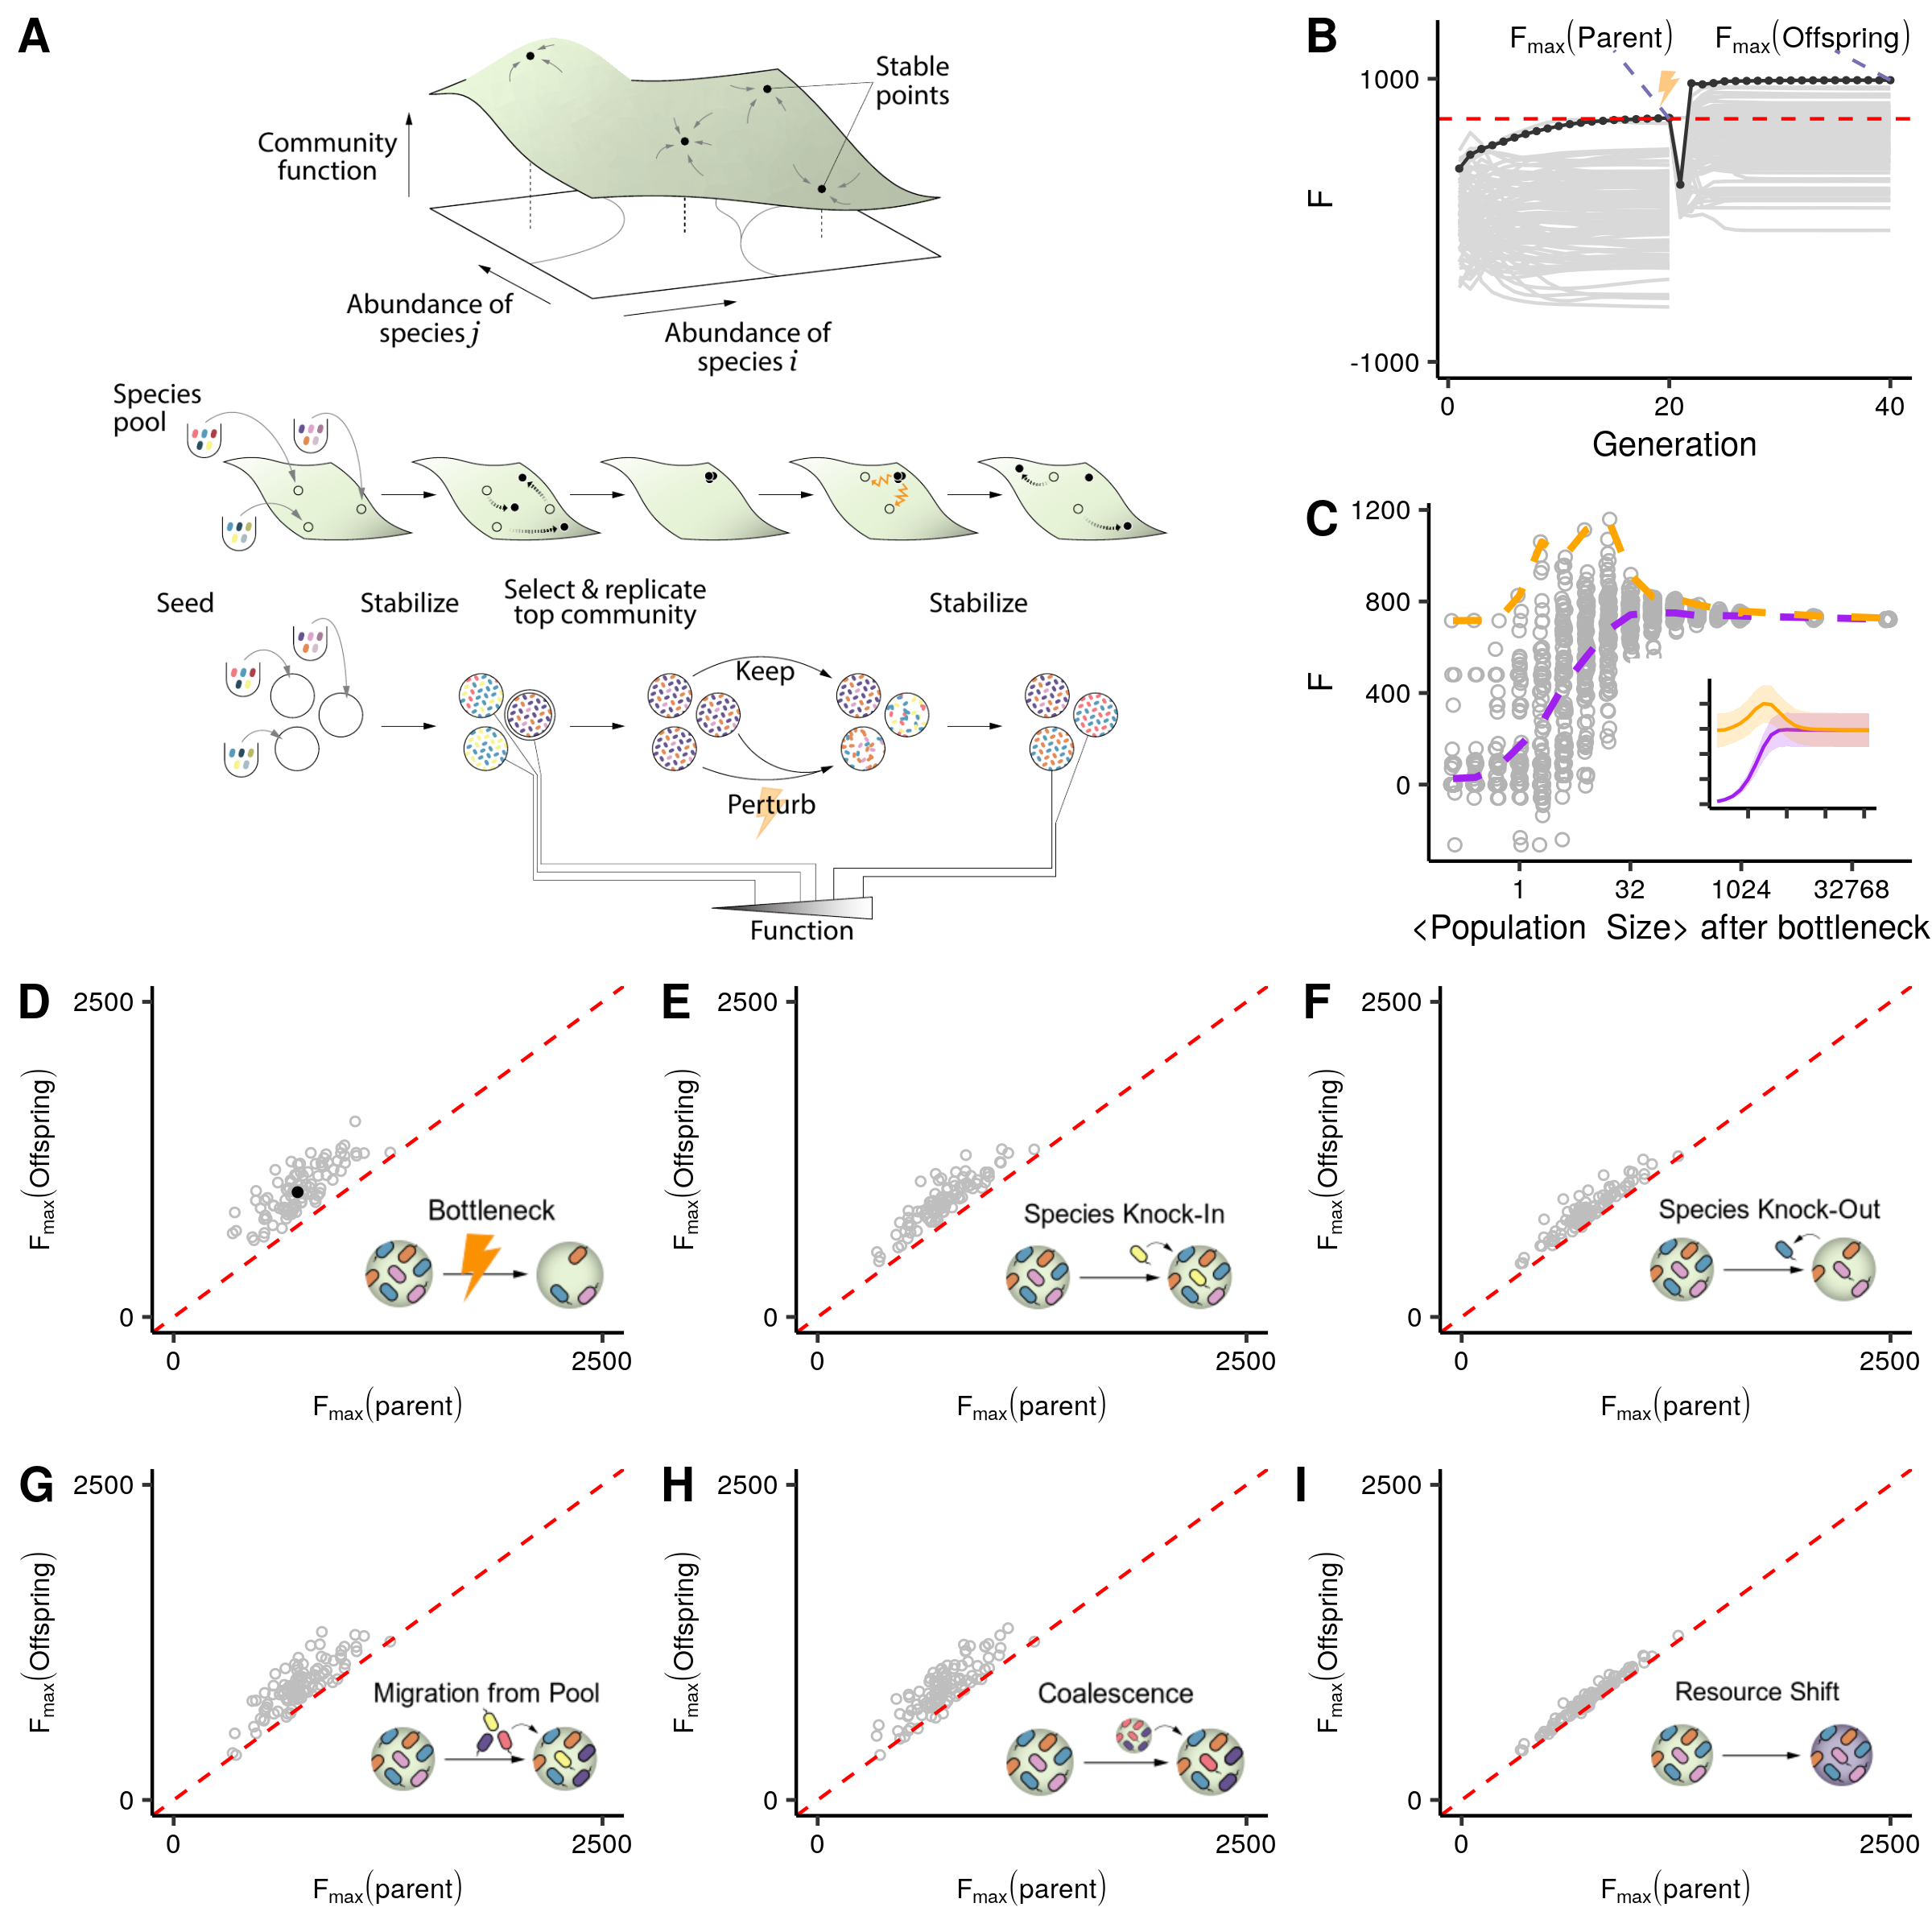 A
Community
function
Stable
points
Abundance of
species j
Abundance of
species i
Species
pool
Seed
Stabilize
Select & replicate
top community
Stabilize
Keep
Perturb
Function
B
Fmax(Parent)
Fmax(Offspring)
1000
-1000
F
0
20
40
Generation
C
1200
800
400
0
F
1
32
1024
32768
<Population Size> after bottleneck
D
2500
0
Fmax(Offspring)
Bottleneck
0
2500
Fmax(parent)
E
2500
0
Fmax(Offspring)
Species Knock-In
0
2500
Fmax(parent)
F
2500
0
Fmax(Offspring)
Species Knock-Out
0
2500
Fmax(parent)
G
2500
0
Fmax(Offspring)
Migration from Pool
0
2500
Fmax(parent)
H
2500
0
Fmax(Offspring)
Coalescence
0
2500
Fmax(parent)
I
2500
0
Fmax(Offspring)
Resource Shift
0
2500
Fmax(parent)